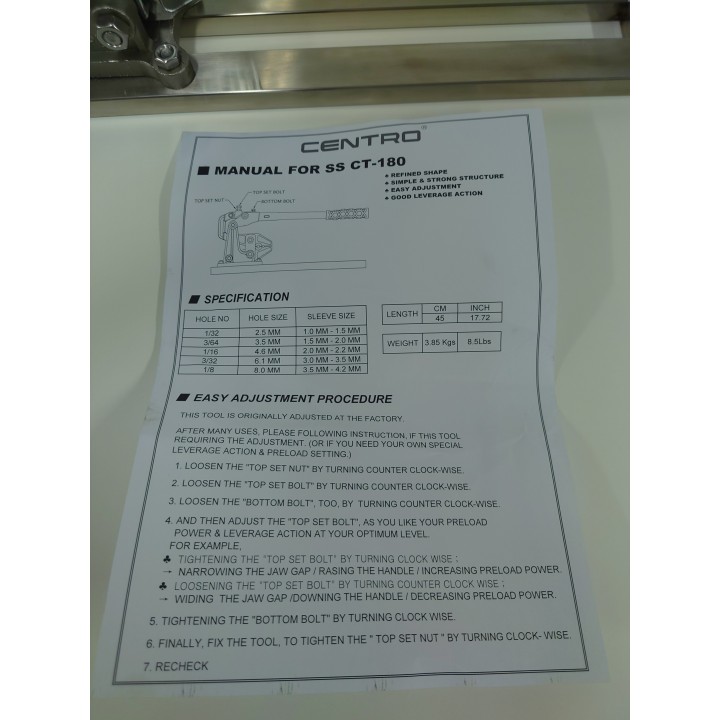 CENTRO®
■ MANUAL FOR SS CT-180
♣ REFINED SHAPE
♣ SIMPLE & STRONG STRUCTURE
♣ EASY ADJUSTMENT
♣ GOOD LEVERAGE ACTION
TOP SET BOLT
TOP SET NUT
BOTTOM BOLT
■ SPECIFICATION
HOLE NO HOLE SIZE SLEEVE SIZE
1/32 2.5 MM 1.0 MM - 1.5 MM
3/64 3.5 MM 1.5 MM - 2.0 MM
1/16 4.6 MM 2.0 MM - 2.2 MM
3/32 6.1 MM 3.0 MM - 3.5 MM
1/8 8.0 MM 3.5 MM - 4.2 MM
LENGTH CM INCH
45 17.72
WEIGHT 3.85 Kgs 8.5Lbs
■ EASY ADJUSTMENT PROCEDURE
THIS TOOL IS ORIGINALLY ADJUSTED AT THE FACTORY.
AFTER MANY USES, PLEASE FOLLOWING INSTRUCTION, IF THIS TOOL
REQUIRING THE ADJUSTMENT. (OR IF YOU NEED YOUR OWN SPECIAL
LEVERAGE ACTION & PRELOAD SETTING.)
1. LOOSEN THE "TOP SET NUT" BY TURNING COUNTER CLOCK-WISE.
2. LOOSEN THE "TOP SET BOLT" BY TURNING COUNTER CLOCK-WISE.
3. LOOSEN THE "BOTTOM BOLT", TOO, BY TURNING COUNTER CLOCK-WISE.
4. AND THEN ADJUST THE "TOP SET BOLT", AS YOU LIKE YOUR PRELOAD
POWER & LEVERAGE ACTION AT YOUR OPTIMUM LEVEL.
FOR EXAMPLE,
♣ TIGHTENING THE "TOP SET BOLT" BY TURNING CLOCK WISE ;
→ NARROWING THE JAW GAP / RASING THE HANDLE / INCREASING PRELOAD POWER.
♣ LOOSENING THE "TOP SET BOLT" BY TURNING COUNTER CLOCK WISE ;
→ WIDING THE JAW GAP /DOWNING THE HANDLE / DECREASING PRELOAD POWER.
5. TIGHTENING THE "BOTTOM BOLT" BY TURNING CLOCK WISE.
6. FINALLY, FIX THE TOOL, TO TIGHTEN THE " TOP SET NUT " BY TURNING CLOCK- WISE.
7. RECHECK